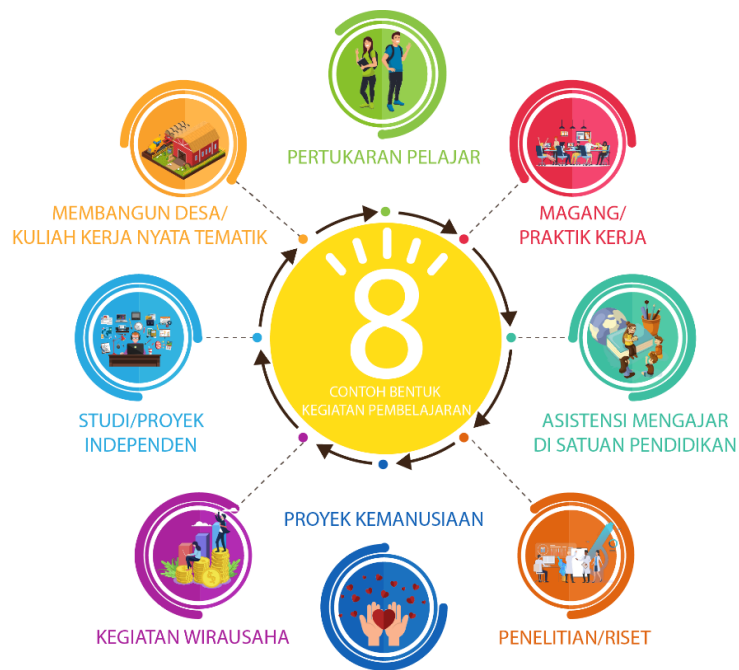 PERTUKARAN PELAJAR
MAGANG/
PRAKTIK KERJA
ASISTENSI MENGAJAR
DI SATUAN PENDIDIKAN
PENELITIAN/RISET
PROYEK KEMANUSIAAN
KEGIATAN WIRAUSAHA
STUDI/PROYEK
INDEPENDEN
MEMBANGUN DESA/
KULIAH KERJA NYATA TEMATIK
8
CONTOH BENTUK
KEGIATAN PEMBELAJARAN